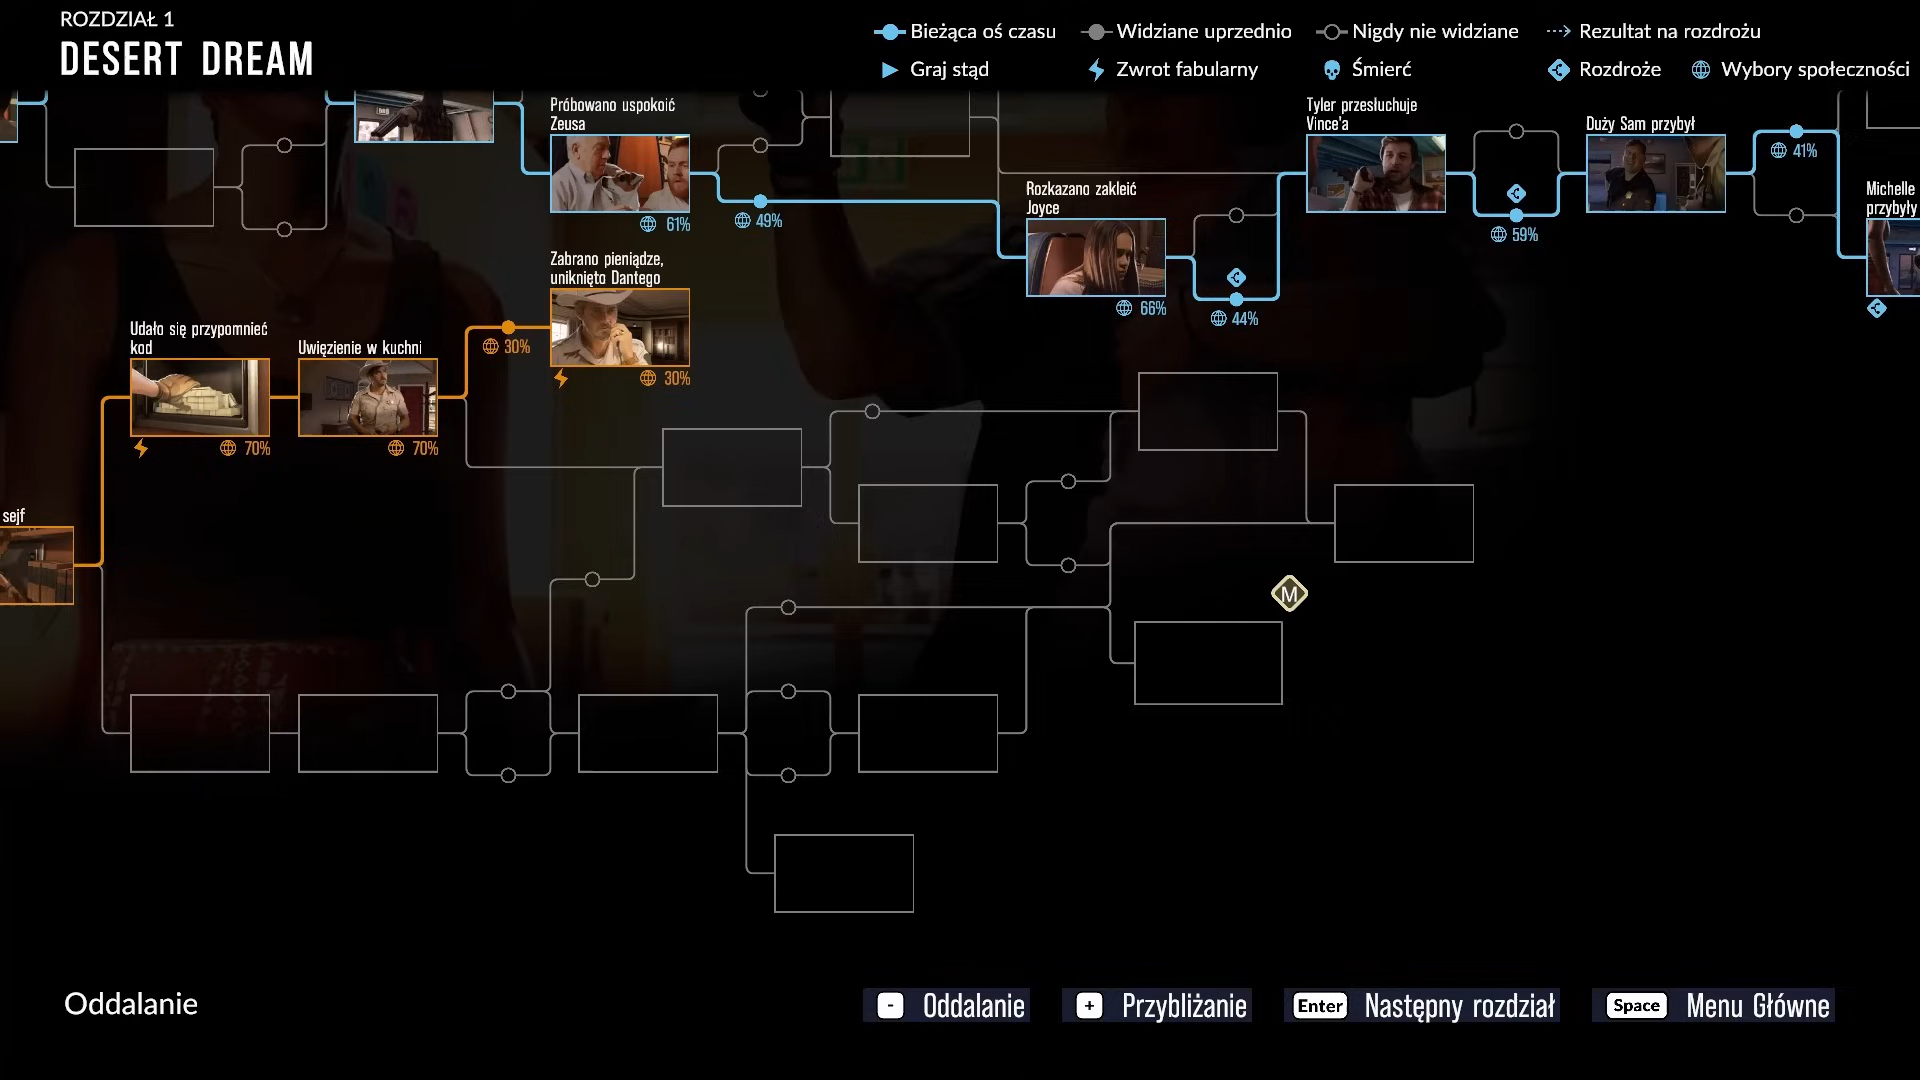 ROZDZIAŁ 1
DESERT DREAM
Bieżąca oś czasu
Widziane uprzednio
Nigdy nie widziane
Rezultat na rozdrożu
Graj stąd
Zwrot fabularny
Śmierć
Rozdroże
Wybory społeczności
Próbowano uspokoić
Zeusa
61%
49%
Rozkazano zakleić
Joyce
66%
44%
Tyler przesłuchuje
Vince'a
59%
Duży Sam przybył
41%
Michelle
przybyły
Zabrano pieniądze,
uniknięto Dantego
30%
30%
Udało się przypomnieć
kod
70%
Uwięzienie w kuchni
70%
sejf
M
Oddalanie
- Oddalanie
+ Przybliżanie
Enter Następny rozdział
Space Menu Główne